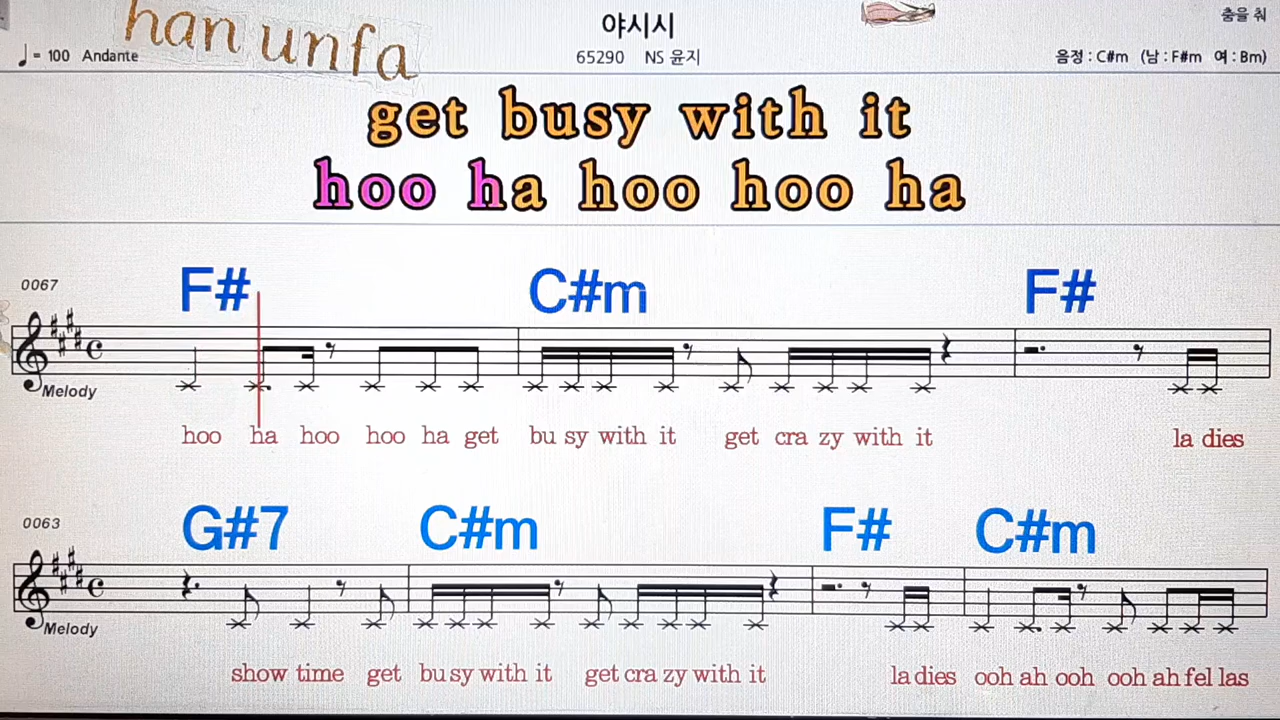 han unfa
야시시
춤을 춰
♩= 100 Andante
65290 NS 윤지
음정 : C#m (남 : F#m 여 : Bm)
get busy with it
hoo ha hoo hoo ha
0067
F# C#m F#
Melody
hoo ha hoo hoo ha get bu sy with it get cra zy with it la dies
0063
G#7 C#m F# C#m
Melody
show time get bu sy with it get cra zy with it la dies ooh ah ooh ooh ah fel las